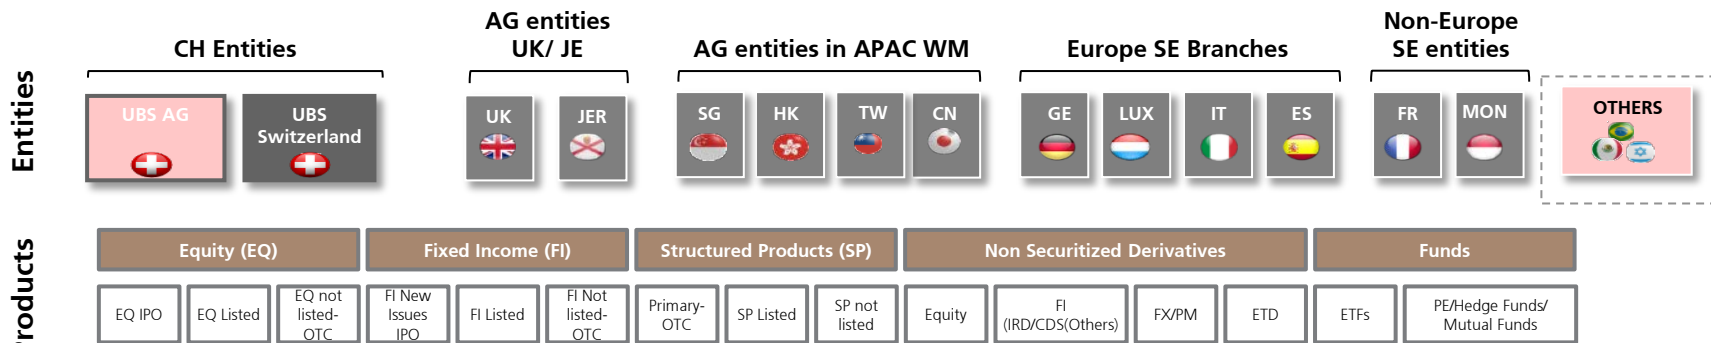 CH Entities
AG entities
UK/ JE
AG entities in APAC WM
Europe SE Branches
Non-Europe
SE entities
Entities
UBS AG
UBS
Switzerland
UK
JER
SG
HK
TW
CN
GE
LUX
IT
ES
FR
MON
OTHERS
Products
Equity (EQ)
Fixed Income (FI)
Structured Products (SP)
Non Securitized Derivatives
Funds
EQ IPO
EQ Listed
EQ not
listed-
OTC
FI New
Issues
IPO
FI Listed
FI Not
listed-
OTC
Primary-
OTC
SP Listed
SP not
listed
Equity
FI
(IRD/CDS(Others)
FX/PM
ETD
ETFs
PE/Hedge Funds/
Mutual Funds